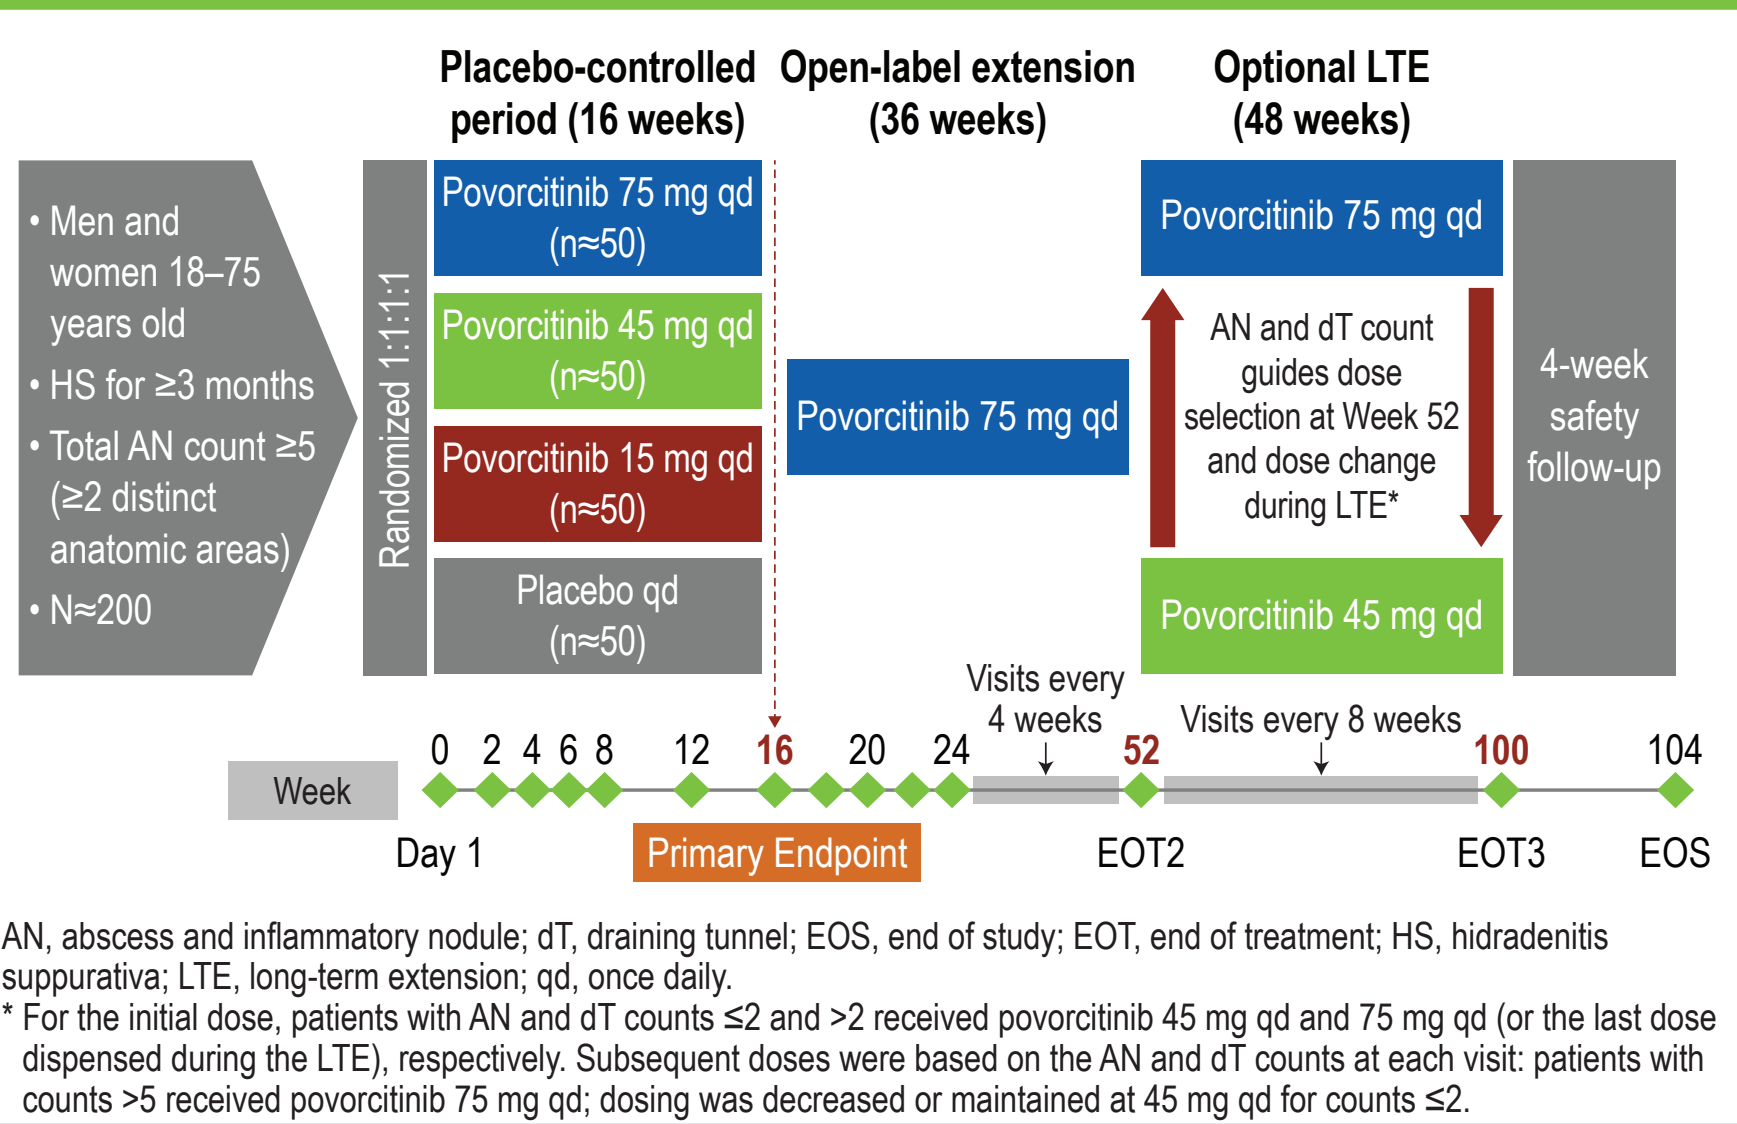 Placebo-controlled
period (16 weeks)
Open-label extension
(36 weeks)
Optional LTE
(48 weeks)
• Men and
women 18–75
years old
• HS for ≥3 months
• Total AN count ≥5
(≥2 distinct
anatomic areas)
• N≈200
Randomized 1:1:1:1
Povorcitinib 75 mg qd
(n≈50)
Povorcitinib 45 mg qd
(n≈50)
Povorcitinib 15 mg qd
(n≈50)
Placebo qd
(n≈50)
Povorcitinib 75 mg qd
Povorcitinib 75 mg qd
AN and dT count
guides dose
selection at Week 52
and dose change
during LTE*
Povorcitinib 45 mg qd
4-week
safety
follow-up
Visits every
4 weeks
Visits every 8 weeks
0 2 4 6 8 12 16 20 24 52 100 104
Week
Day 1
Primary Endpoint
EOT2
EOT3
EOS
AN, abscess and inflammatory nodule; dT, draining tunnel; EOS, end of study; EOT, end of treatment; HS, hidradenitis
suppurativa; LTE, long-term extension; qd, once daily.
* For the initial dose, patients with AN and dT counts ≤2 and >2 received povorcitinib 45 mg qd and 75 mg qd (or the last dose
dispensed during the LTE), respectively. Subsequent doses were based on the AN and dT counts at each visit: patients with
counts >5 received povorcitinib 75 mg qd; dosing was decreased or maintained at 45 mg qd for counts ≤2.